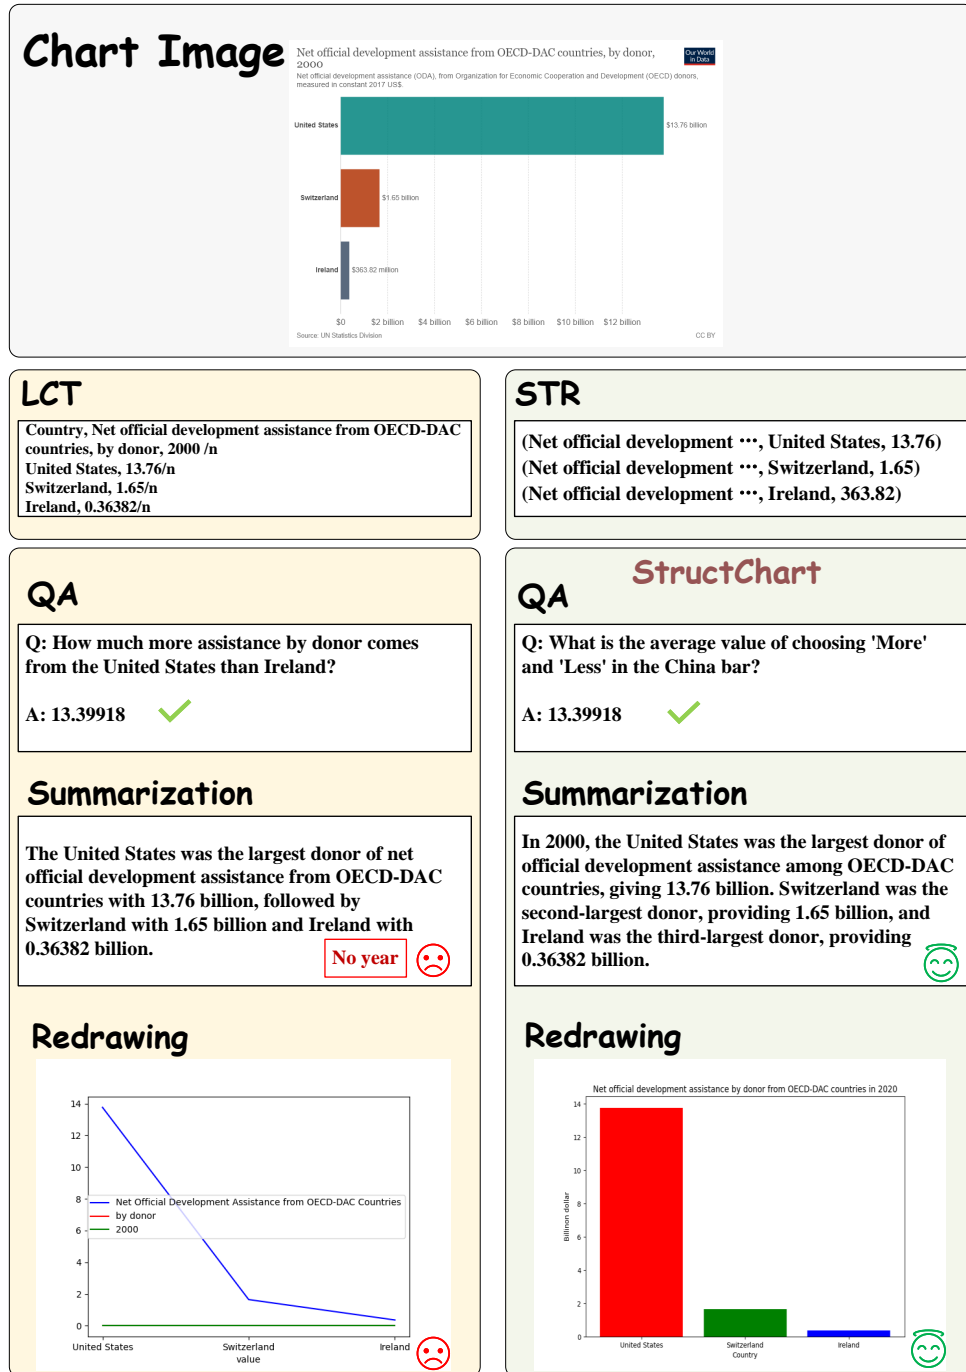 Chart Image
Net official development assistance from OECD-DAC countries, by donor,
2000
Our World
in Data
Net official development assistance (ODA), from Organization for Economic Cooperation and Development (OECD) donors,
measured in constant 2017 US$.
United States
$13.76 billion
Switzerland
$1.65 billion
Ireland
$363.82 million
$0
$2 billion
$4 billion
$6 billion
$8 billion
$10 billion
$12 billion
Source: UN Statistics Division
CC BY
LCT
Country, Net official development assistance from OECD-DAC
countries, by donor, 2000 /n
United States, 13.76/n
Switzerland, 1.65/n
Ireland, 0.36382/n
STR
(Net official development ···, United States, 13.76)
(Net official development ···, Switzerland, 1.65)
(Net official development ···, Ireland, 363.82)
QA
Q: How much more assistance by donor comes
from the United States than Ireland?
A: 13.39918
Summarization
The United States was the largest donor of net
official development assistance from OECD-DAC
countries with 13.76 billion, followed by
Switzerland with 1.65 billion and Ireland with
0.36382 billion.
No year
Redrawing
14
12
10
8
6
4
2
0
Net Official Development Assistance from OECD-DAC Countries
by donor
2000
United States
Switzerland
Ireland
value
StructChart
QA
Q: What is the average value of choosing 'More'
and 'Less' in the China bar?
A: 13.39918
Summarization
In 2000, the United States was the largest donor of
official development assistance among OECD-DAC
countries, giving 13.76 billion. Switzerland was the
second-largest donor, providing 1.65 billion, and
Ireland was the third-largest donor, providing
0.36382 billion.
Redrawing
Net official development assistance by donor from OECD-DAC countries in 2020
Billinon dollar
14
12
10
8
6
4
2
0
United States
Switzerland
Ireland
Country